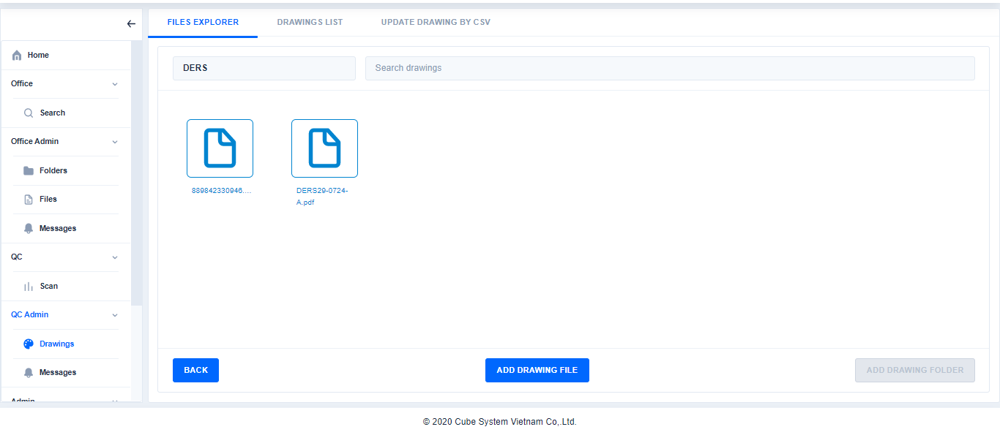 FILES EXPLORER DRAWINGS LIST UPDATE DRAWING BY CSV
Home
Office
Search
Office Admin
Folders
Files
Messages
QC
Scan
QC Admin
Drawings
Messages
Admin
DERS Search drawings
889842330946....
DERS29-0724-
A.pdf
BACK ADD DRAWING FILE ADD DRAWING FOLDER
© 2020 Cube System Vietnam Co,.Ltd.